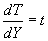 dT/dY = t